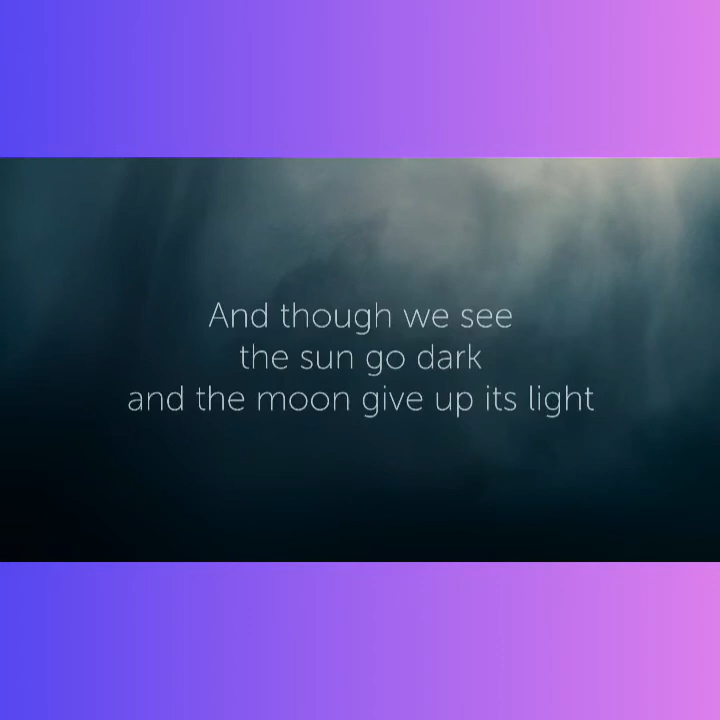 And though we see
the sun go dark
and the moon give up its light